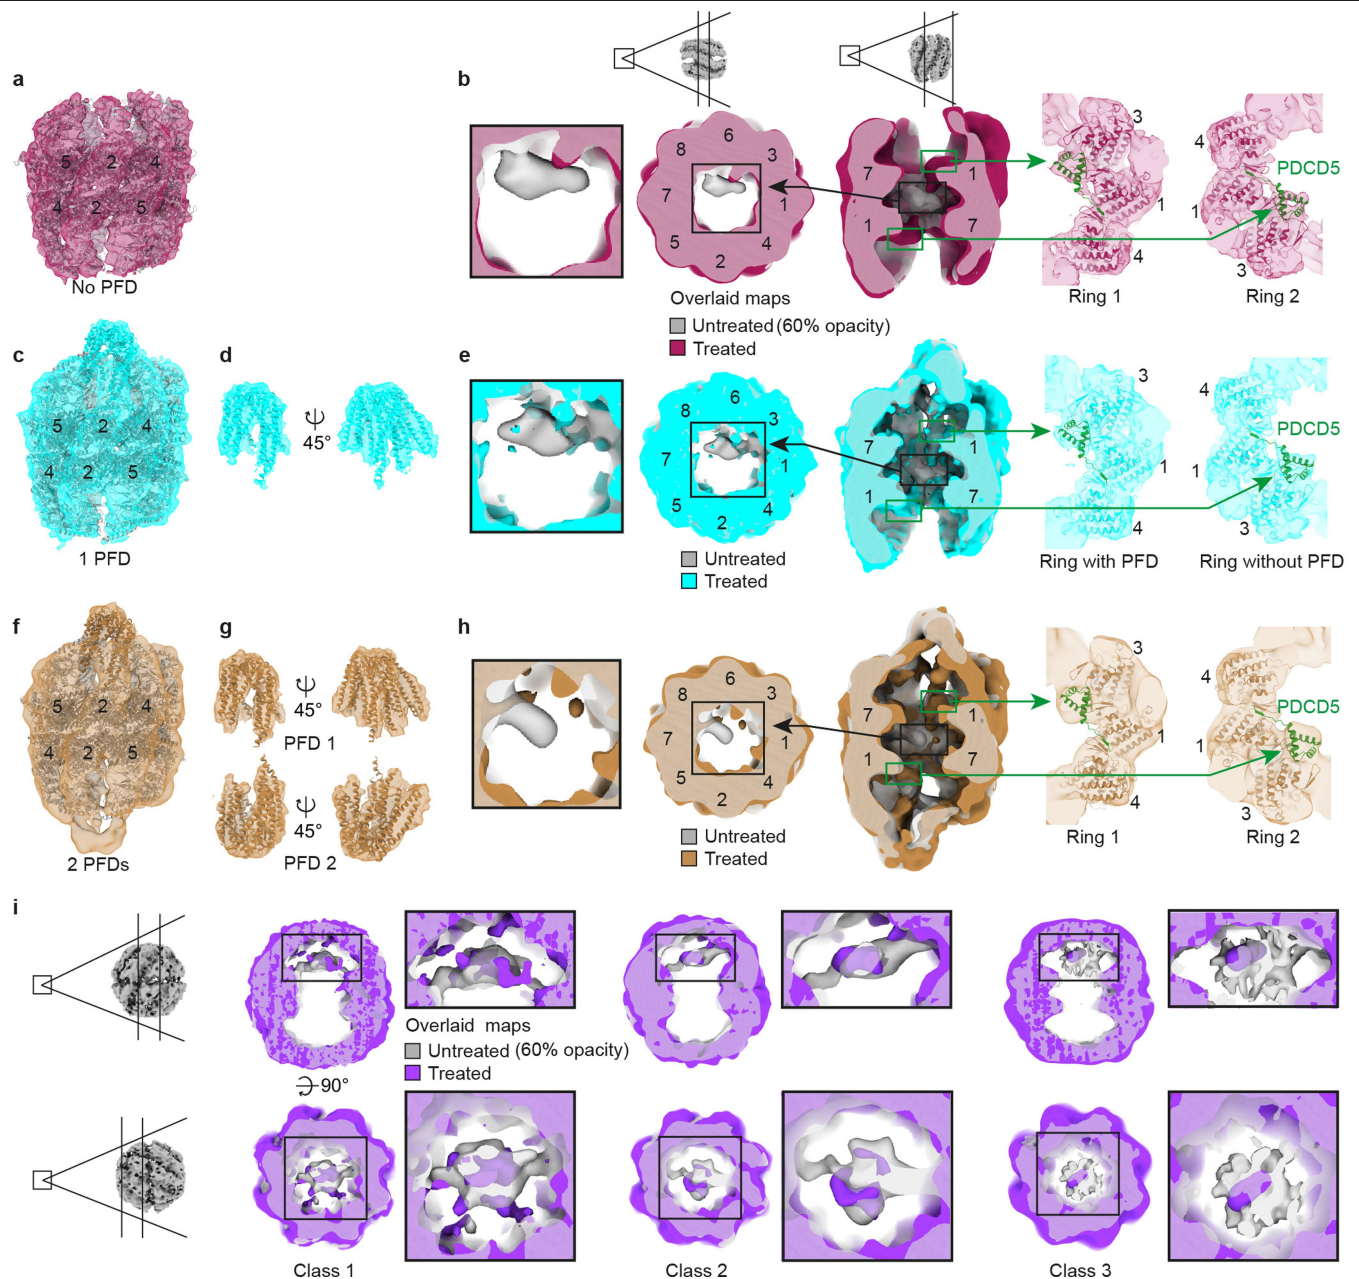 a
5 2 4
4 2 5
No PFD
b
6
8 3
7 1
5 4
2
7 1
1 7
3
1
4
Ring 1
4
PDCD5
1
3
Ring 2
Overlaid maps
Untreated (60% opacity)
Treated
c
5 2 4
4 2 5
1 PFD
d
45°
e
6
8 3
7 1
5 4
2
7 1
1 7
Untreated
Treated
3
1
4
Ring with PFD
4
PDCD5
1
3
Ring without PFD
f
5 2 4
4 2 5
2 PFDs
g
45°
PFD 1
45°
PFD 2
h
6
8 3
7 1
5 4
2
7 1
1 7
Untreated
Treated
3
1
4
Ring 1
4
PDCD5
1
3
Ring 2
i
Overlaid maps
Untreated (60% opacity)
Treated
90°
Class 1
Class 2
Class 3